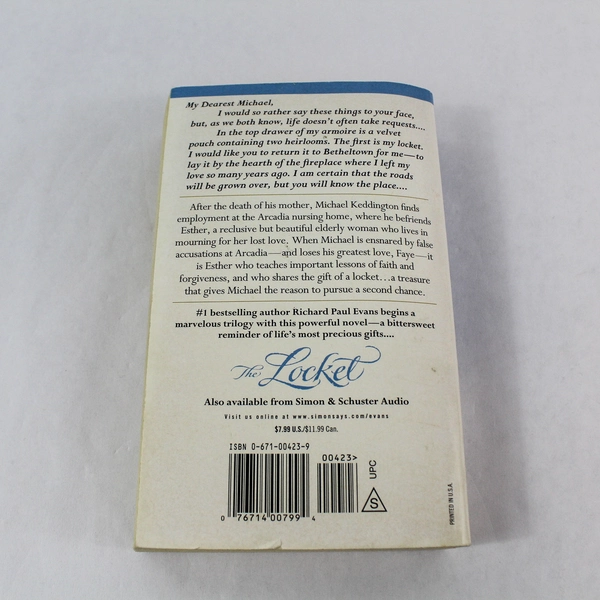 My Dearest Michael,
I would so rather say these things to your face,
but, as we both know, life doesn't often take requests....
In the top drawer of my armoire is a velvet
pouch containing two heirlooms. The first is my locket.
I would like you to return it to Betheltown for me—to
lay it by the hearth of the fireplace where I left my
love so many years ago. I am certain that the roads
will be grown over, but you will know the place....
After the death of his mother, Michael Keddington finds
employment at the Arcadia nursing home, where he befriends
Esther, a reclusive but beautiful elderly woman who lives in
mourning for her lost love. When Michael is ensnared by false
accusations at Arcadia—and loses his greatest love, Faye—it
is Esther who teaches important lessons of faith and
forgiveness, and who shares the gift of a locket...a treasure
that gives Michael the reason to pursue a second chance.
#1 bestselling author Richard Paul Evans begins a
marvelous trilogy with this powerful novel—a bittersweet
reminder of life's most precious gifts....
The Locket
Also available from Simon & Schuster Audio
Visit us online at www.simonsays.com/evans
$7.99 U.S./$11.99 Can.
ISBN 0-671-00423-9
00423>
UPC
S
0 76714 00799 4
PRINTED IN U.S.A